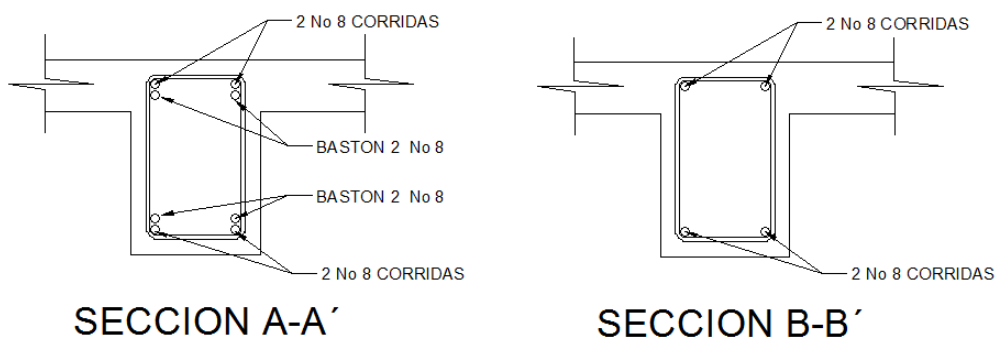 2 No 8 CORRIDAS
BASTON 2 No 8
BASTON 2 No 8
2 No 8 CORRIDAS
SECCION A-A´
2 No 8 CORRIDAS
2 No 8 CORRIDAS
SECCION B-B´